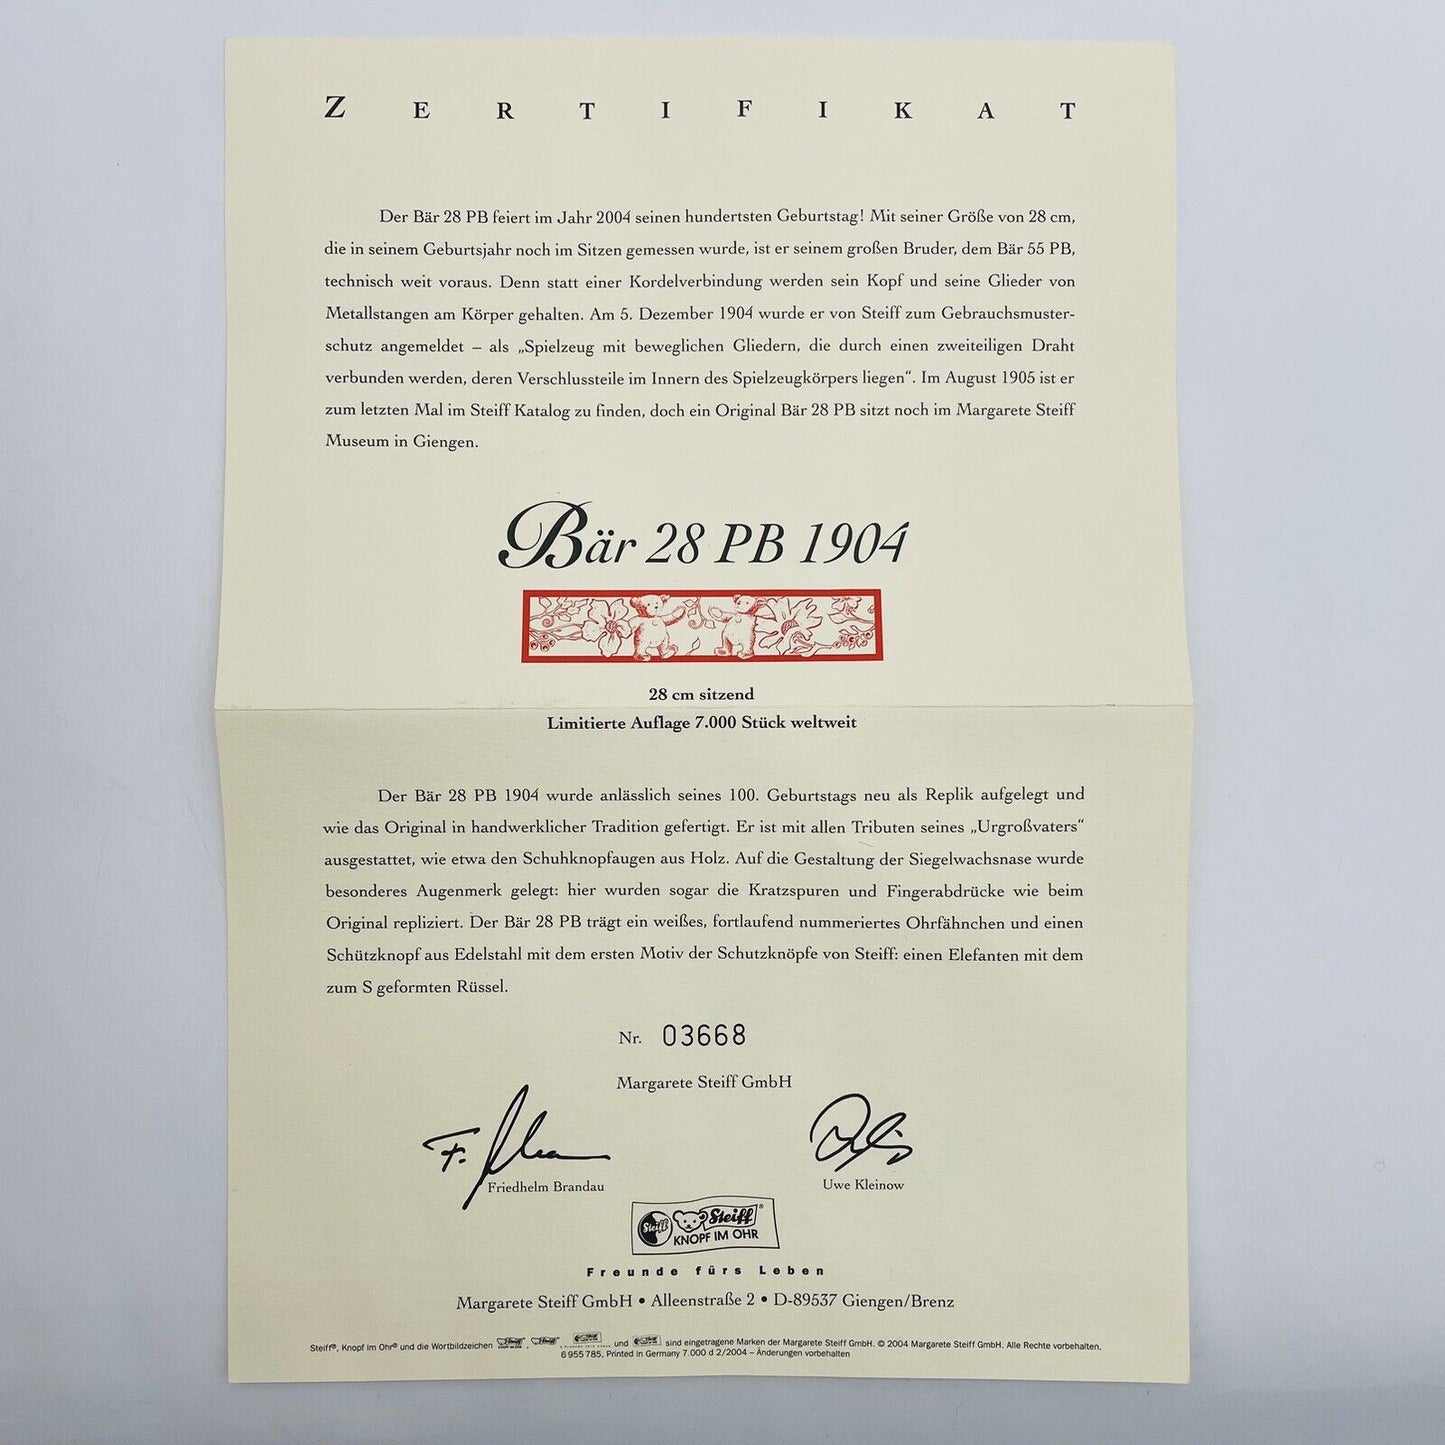 ZERTIFIKAT
Der Bär 28 PB feiert im Jahr 2004 seinen hundertsten Geburtstag! Mit seiner Größe von 28 cm,
die in seinem Geburtsjahr noch im Sitzen gemessen wurde, ist er seinem großen Bruder, dem Bär 55 PB,
technisch weit voraus. Denn statt einer Kordelverbindung werden sein Kopf und seine Glieder von
Metallstangen am Körper gehalten. Am 5. Dezember 1904 wurde er von Steiff zum Gebrauchsmuster-
schutz angemeldet – als „Spielzeug mit beweglichen Gliedern, die durch einen zweiteiligen Draht
verbunden werden, deren Verschlussteile im Innern des Spielzeugkörpers liegen“. Im August 1905 ist er
zum letzten Mal im Steiff Katalog zu finden, doch ein Original Bär 28 PB sitzt noch im Margarete Steiff
Museum in Giengen.
Bär 28 PB 1904
28 cm sitzend
Limitierte Auflage 7.000 Stück weltweit
Der Bär 28 PB 1904 wurde anlässlich seines 100. Geburtstags neu als Replik aufgelegt und
wie das Original in handwerklicher Tradition gefertigt. Er ist mit allen Tributen seines „Urgroßvaters“
ausgestattet, wie etwa den Schuhknopfaugen aus Holz. Auf die Gestaltung der Siegelwachsnase wurde
besonderes Augenmerk gelegt: hier wurden sogar die Kratzspuren und Fingerabdrücke wie beim
Original repliziert. Der Bär 28 PB trägt ein weißes, fortlaufend nummeriertes Ohrfähnchen und einen
Schützknopf aus Edelstahl mit dem ersten Motiv der Schutzknöpfe von Steiff: einen Elefanten mit dem
zum S geformten Rüssel.
Nr. 03668
Margarete Steiff GmbH
Friedhelm Brandau
Uwe Kleinow
Steiff Steiff®
KNOPF IM OHR
Freunde fürs Leben
Margarete Steiff GmbH • Alleenstraße 2 • D-89537 Giengen/Brenz
Steiff®, Knopf im Ohr® und die Wortbildzeichen , , und sind eingetragene Marken der Margarete Steiff GmbH. © 2004 Margarete Steiff GmbH. Alle Rechte vorbehalten.
6 955 785, Printed in Germany 7.000 d 2/2004 – Änderungen vorbehalten